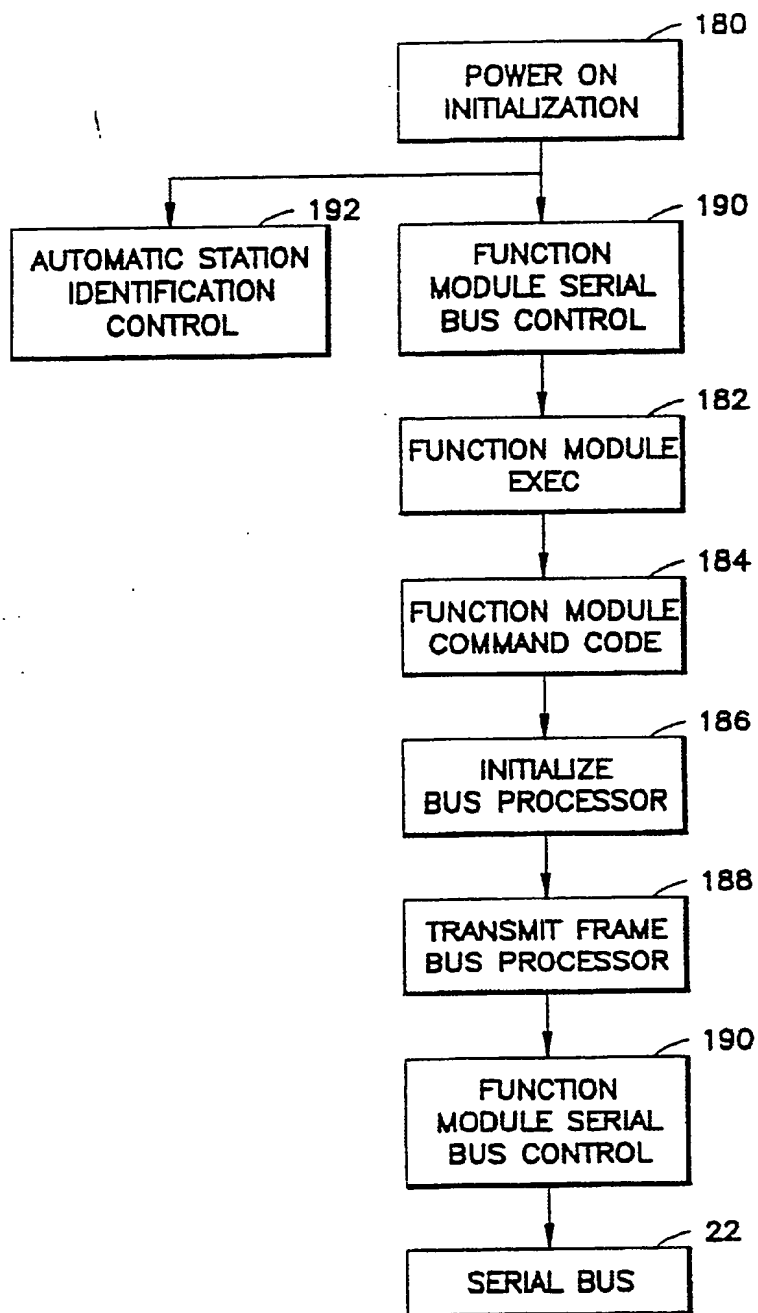 180
POWER ON
INITIALIZATION
192
AUTOMATIC STATION
IDENTIFICATION
CONTROL
190
FUNCTION
MODULE SERIAL
BUS CONTROL
182
FUNCTION MODULE
EXEC
184
FUNCTION MODULE
COMMAND CODE
186
INITIALIZE
BUS PROCESSOR
188
TRANSMIT FRAME
BUS PROCESSOR
190
FUNCTION
MODULE SERIAL
BUS CONTROL
22
SERIAL BUS